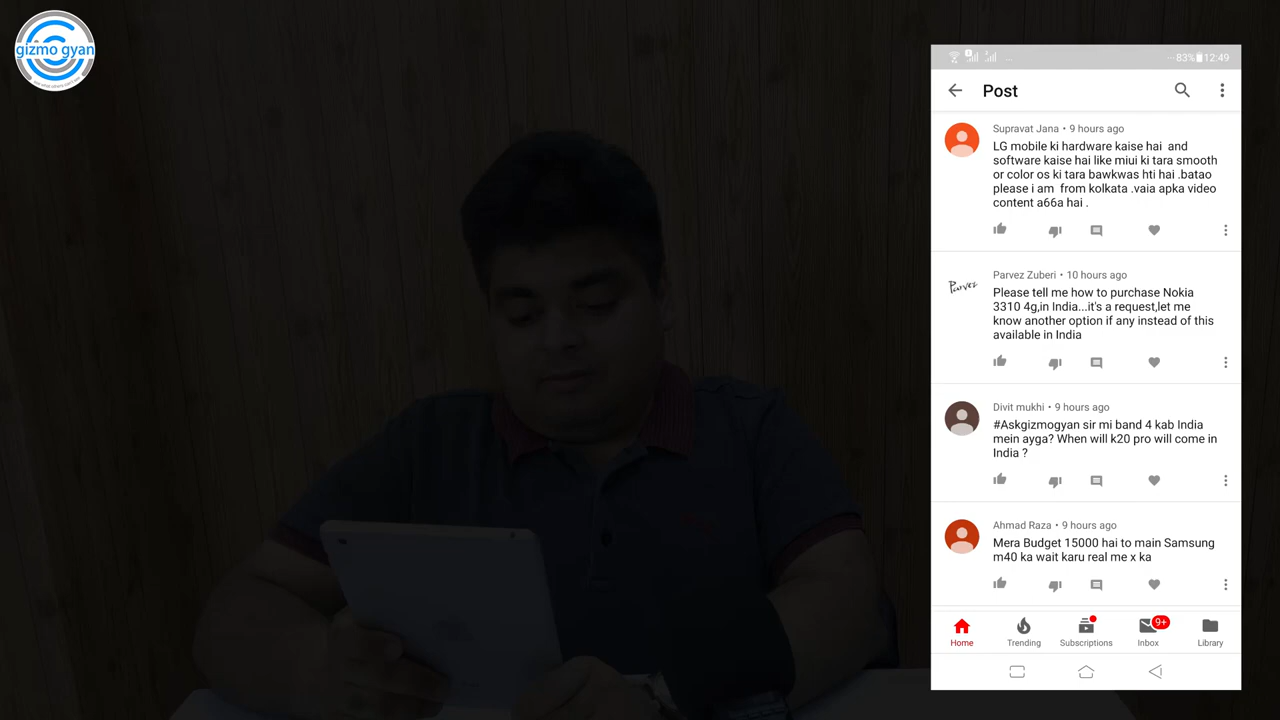 gizmo gyan
83% 12:49
Post
Supravat Jana • 9 hours ago
LG mobile ki hardware kaise hai and
software kaise hai like miui ki tara smooth
or color os ki tara bawkwas hti hai .batao
please i am from kolkata .vaia apka video
content a66a hai .
Parvez
Parvez Zuberi • 10 hours ago
Please tell me how to purchase Nokia
3310 4g,in India...it's a request,let me
know another option if any instead of this
available in India
Divit mukhi • 9 hours ago
#Askgizmogyan sir mi band 4 kab India
mein ayga? When will k20 pro will come in
India ?
Ahmad Raza • 9 hours ago
Mera Budget 15000 hai to main Samsung
m40 ka wait karu real me x ka
9+
Home Trending Subscriptions Inbox Library